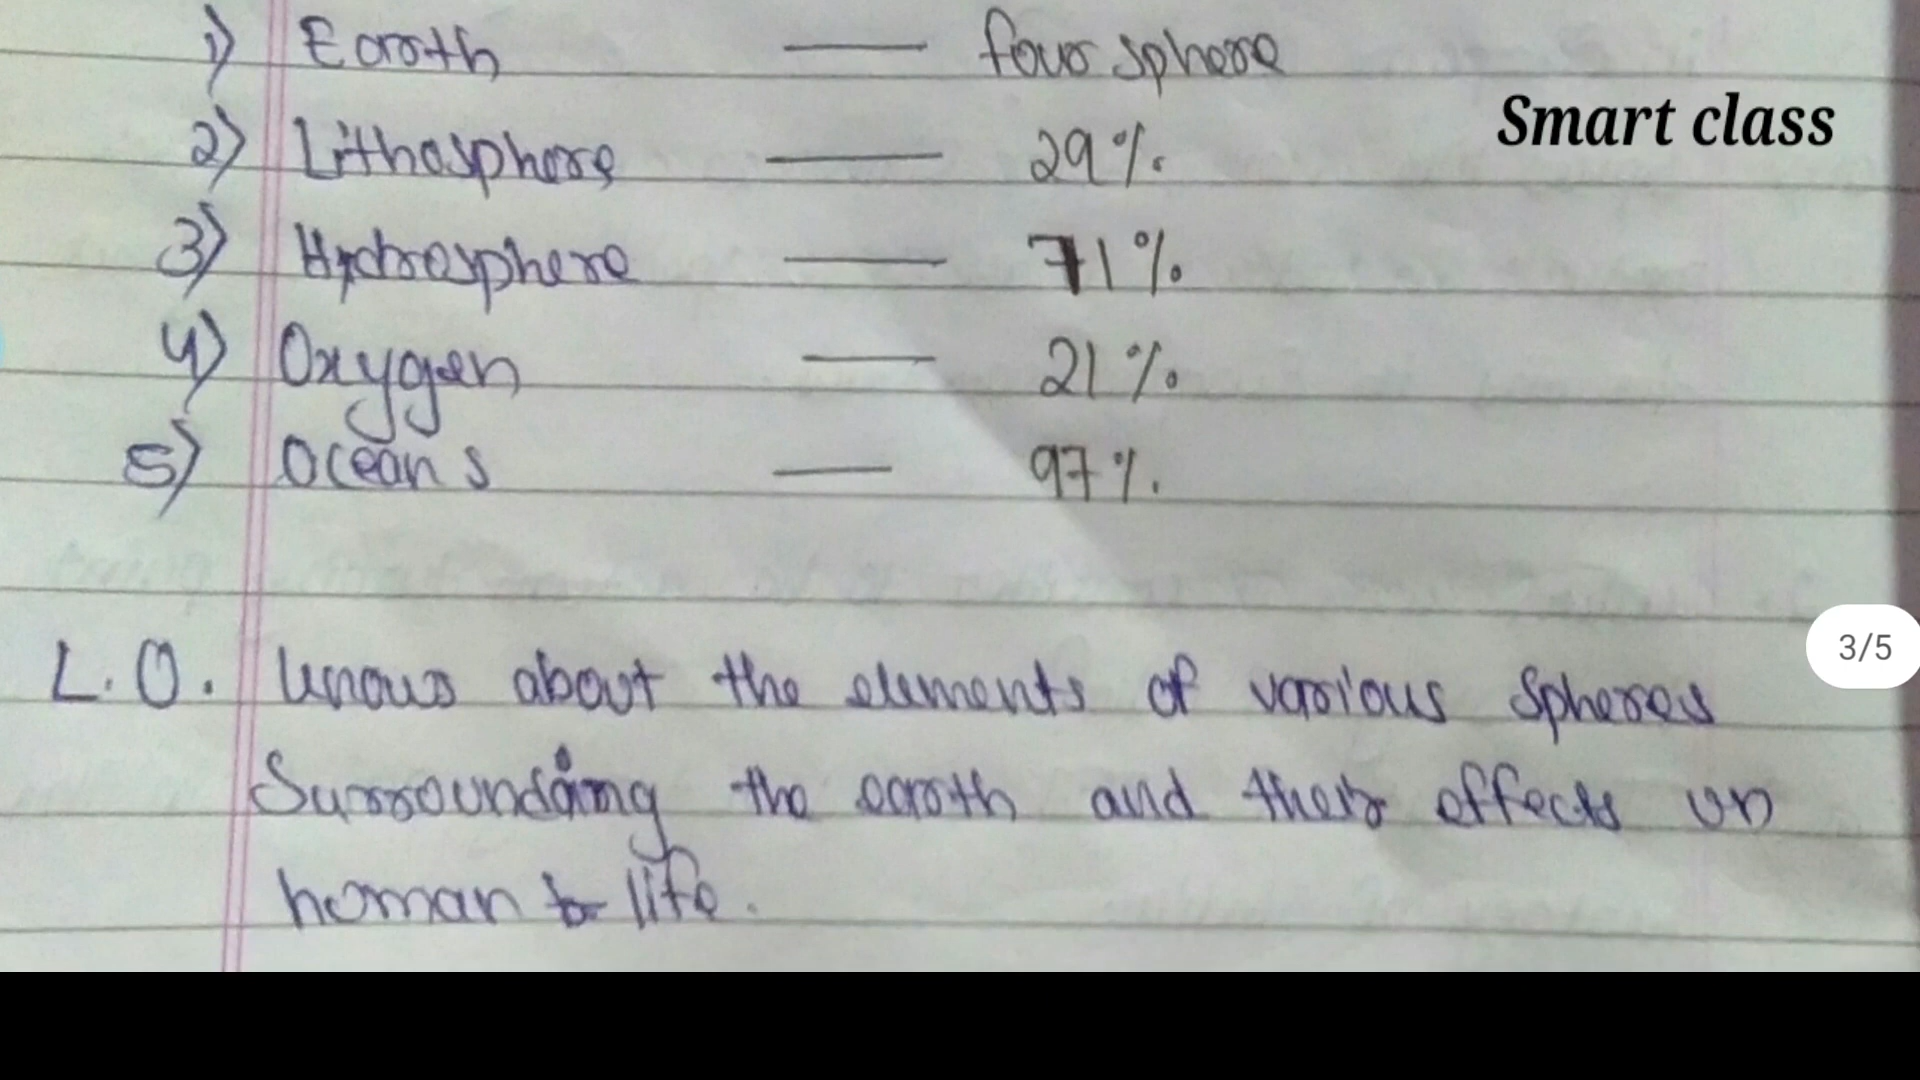 1) Earth — four sphere
Smart class
2) Lithosphere — 29%
3) Hydrosphere — 71%
4) Oxygen — 21%
5) Oceans — 97%
3/5
L.O. Knows about the elements of various Spheres
Surrounding the earth and their effects on
human life.